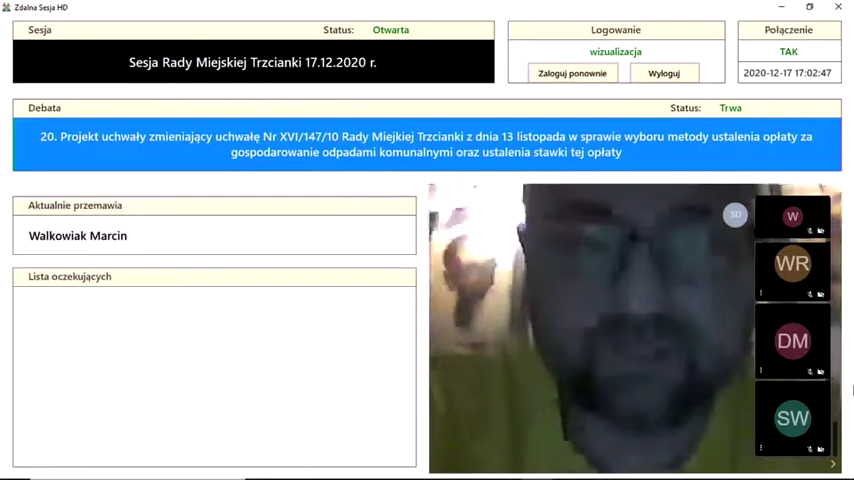 Zdalna Sesja HD
Sesja Status: Otwarta
Sesja Rady Miejskiej Trzcianki 17.12.2020 r.
Logowanie
wizualizacja
Zaloguj ponownie Wyloguj
Połączenie
TAK
2020-12-17 17:02:47
Debata Status: Trwa
20. Projekt uchwały zmieniający uchwałę Nr XVI/147/10 Rady Miejkiej Trzcianki z dnia 13 listopada w sprawie wyboru metody ustalenia opłaty za
gospodarowanie odpadami komunalnymi oraz ustalenia stawki tej opłaty
Aktualnie przemawia
Walkowiak Marcin
Lista oczekujących
SD
W
WR
DM
SW